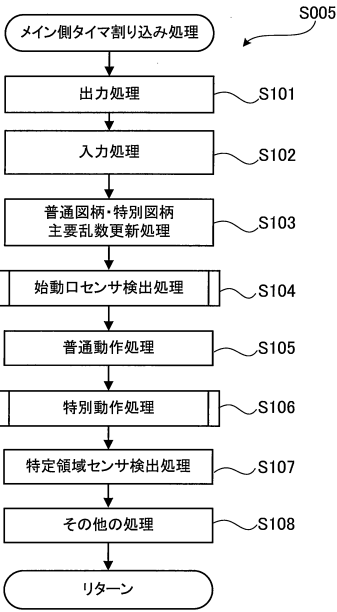 S005
メイン側タイマ割り込み処理
出力処理
S101
入力処理
S102
普通図柄・特別図柄
主要乱数更新処理
S103
始動口センサ検出処理
S104
普通動作処理
S105
特別動作処理
S106
特定領域センサ検出処理
S107
その他の処理
S108
リターン